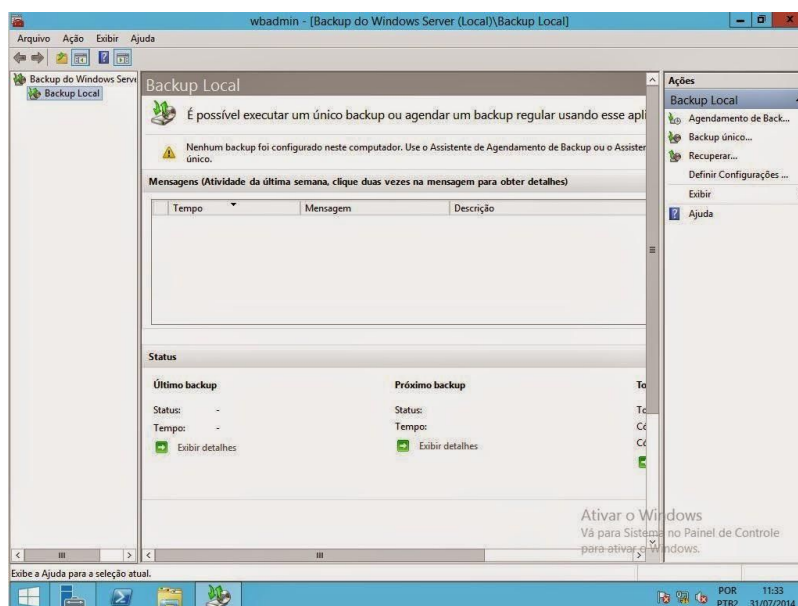 wbadmin - [Backup do Windows Server (Local)\Backup Local]
Arquivo Ação Exibir Ajuda
Backup do Windows Serve
Backup Local
Backup Local
É possível executar um único backup ou agendar um backup regular usando esse apli
Nenhum backup foi configurado neste computador. Use o Assistente de Agendamento de Backup ou o Assisten
único.
Mensagens (Atividade da última semana, clique duas vezes na mensagem para obter detalhes)
Tempo Mensagem Descrição
Status
Último backup
Status: -
Tempo: -
Exibir detalhes
Próximo backup
Status:
Tempo:
Exibir detalhes
To
To
Có
Có
Ações
Backup Local
Agendamento de Back...
Backup único...
Recuperar...
Definir Configurações ...
Exibir
Ajuda
Ativar o Windows
Vá para Sistema no Painel de Controle
para ativar o Windows.
Exibe a Ajuda para a seleção atual.
POR 11:33
PTB2 31/07/2014